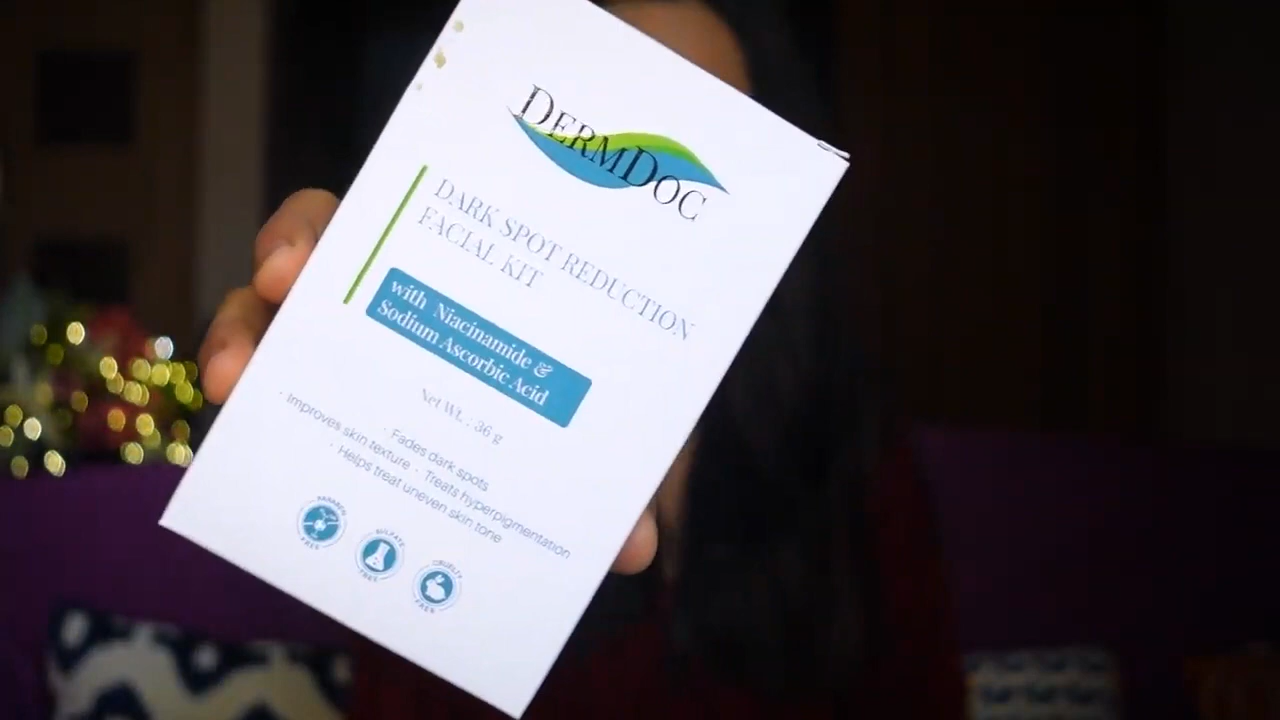 DERMDOC
DARK SPOT REDUCTION
FACIAL KIT
with Niacinamide &
Sodium Ascorbic Acid
Net Wt. : 36 g
· Fades dark spots
· Improves skin texture · Treats hyperpigmentation
· Helps treat uneven skin tone
PARABEN FREE
SULFATE FREE
CRUELTY FREE